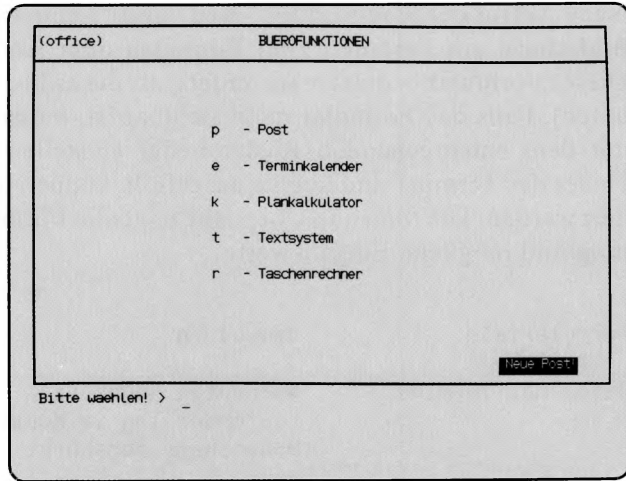 (office) BUEROFUNKTIONEN
p - Post
e - Terminkalender
k - Plankalkulator
t - Textsystem
r - Taschenrechner
Neue Post!
Bitte waehlen! > _